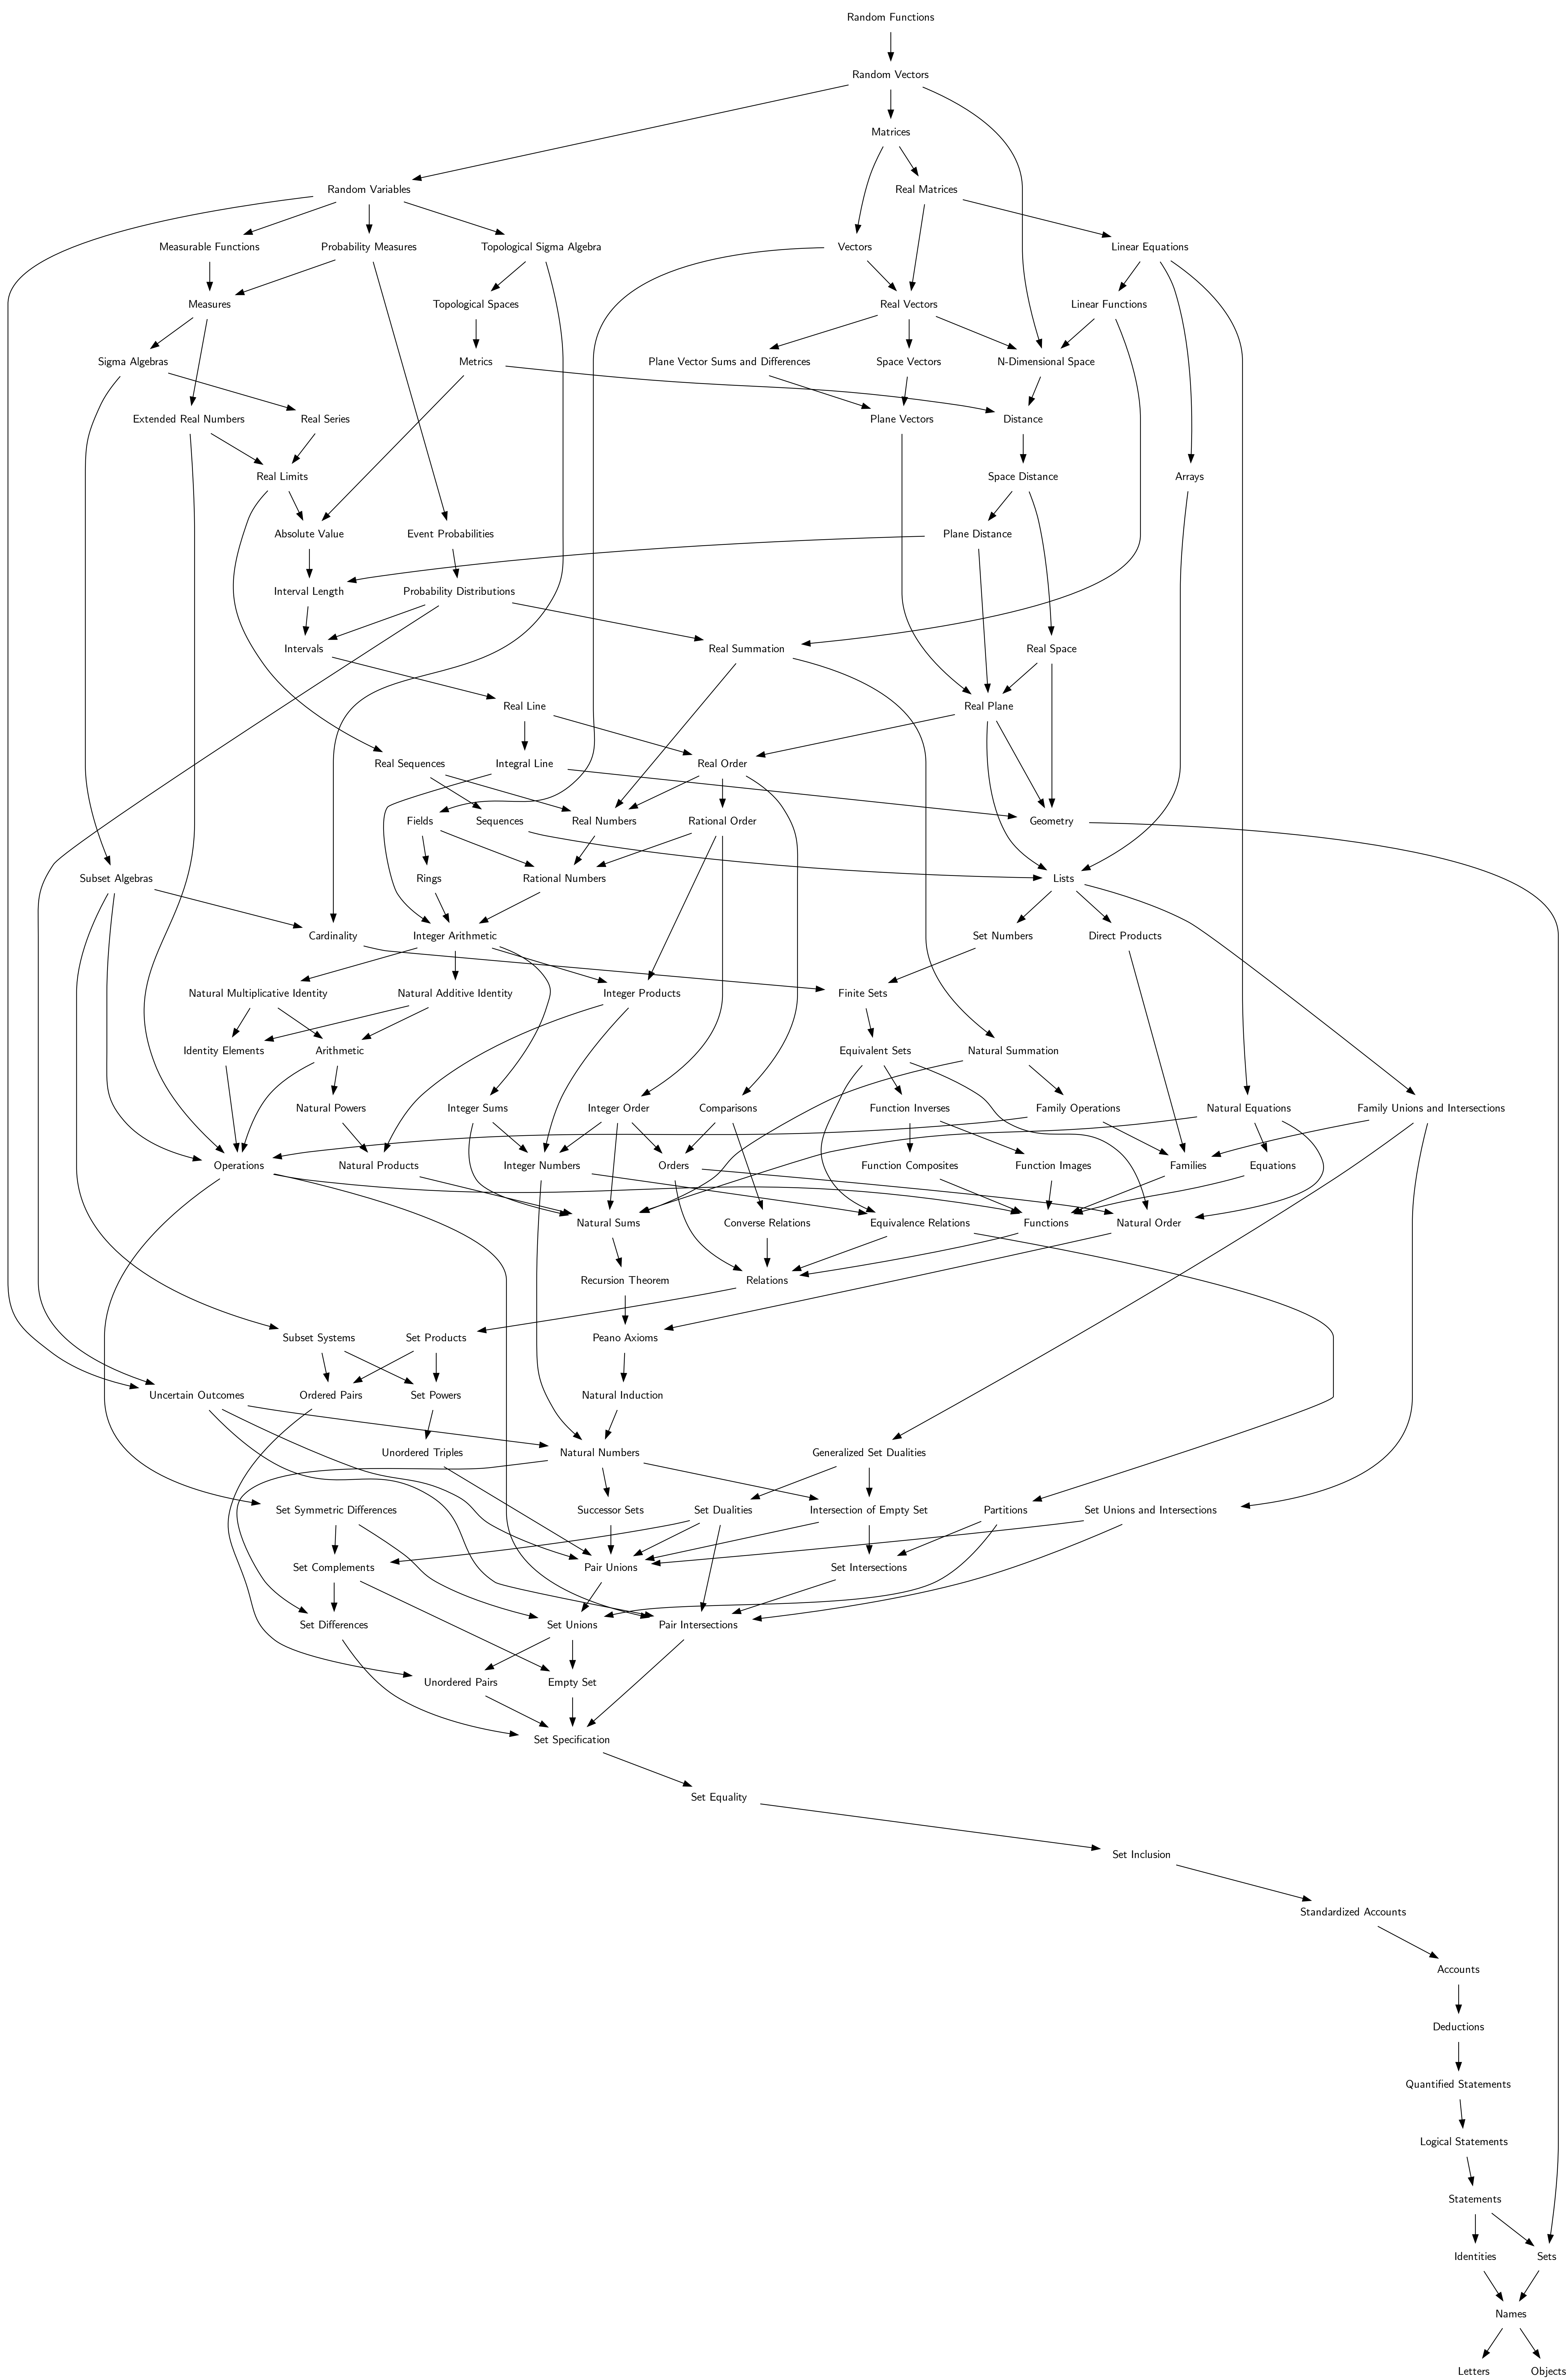 Random Functions
Random Vectors
Matrices
Random Variables
Real Matrices
Measurable Functions
Probability Measures
Topological Sigma Algebra
Vectors
Linear Equations
Measures
Topological Spaces
Real Vectors
Linear Functions
Sigma Algebras
Metrics
Plane Vector Sums and Differences
Space Vectors
N-Dimensional Space
Extended Real Numbers
Real Series
Plane Vectors
Distance
Real Limits
Space Distance
Arrays
Absolute Value
Event Probabilities
Plane Distance
Interval Length
Probability Distributions
Intervals
Real Summation
Real Space
Real Line
Real Plane
Real Sequences
Integral Line
Real Order
Fields
Sequences
Real Numbers
Rational Order
Geometry
Subset Algebras
Rings
Rational Numbers
Lists
Cardinality
Integer Arithmetic
Set Numbers
Direct Products
Natural Multiplicative Identity
Natural Additive Identity
Integer Products
Finite Sets
Identity Elements
Arithmetic
Equivalent Sets
Natural Summation
Natural Powers
Integer Sums
Integer Order
Comparisons
Function Inverses
Family Operations
Natural Equations
Family Unions and Intersections
Operations
Natural Products
Integer Numbers
Orders
Function Composites
Function Images
Families
Equations
Natural Sums
Converse Relations
Equivalence Relations
Functions
Natural Order
Recursion Theorem
Relations
Subset Systems
Set Products
Peano Axioms
Uncertain Outcomes
Ordered Pairs
Set Powers
Natural Induction
Unordered Triples
Natural Numbers
Generalized Set Dualities
Set Symmetric Differences
Successor Sets
Set Dualities
Intersection of Empty Set
Partitions
Set Unions and Intersections
Set Complements
Pair Unions
Set Intersections
Set Differences
Set Unions
Pair Intersections
Unordered Pairs
Empty Set
Set Specification
Set Equality
Set Inclusion
Standardized Accounts
Accounts
Deductions
Quantified Statements
Logical Statements
Statements
Identities
Sets
Names
Letters
Objects